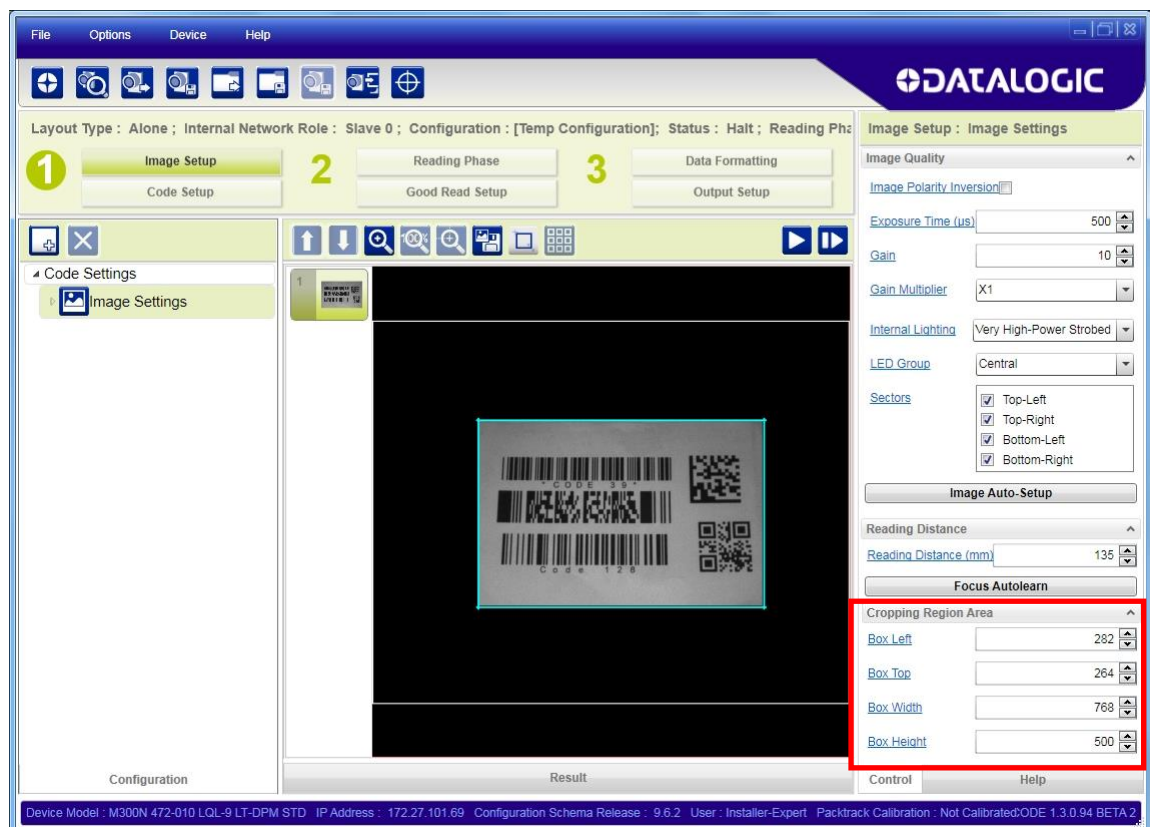 File Options Device Help
DATALOGIC
Layout Type : Alone ; Internal Network Role : Slave 0 ; Configuration : [Temp Configuration]; Status : Halt ; Reading Pha
1 Image Setup 2 Reading Phase 3 Data Formatting
Code Setup Good Read Setup Output Setup
Code Settings
Image Settings
100%
1
*CODE 39*
Code 128
Configuration
Result
Image Setup : Image Settings
Image Quality
Image Polarity Inversion
Exposure Time (µs) 500
Gain 10
Gain Multiplier X1
Internal Lighting Very High-Power Strobed
LED Group Central
Sectors Top-Left
Top-Right
Bottom-Left
Bottom-Right
Image Auto-Setup
Reading Distance
Reading Distance (mm) 135
Focus Autolearn
Cropping Region Area
Box Left 282
Box Top 264
Box Width 768
Box Height 500
Control Help
Device Model : M300N 472-010 LQL-9 LT-DPM STD IP Address : 172.27.101.69 Configuration Schema Release : 9.6.2 User : Installer-Expert Packtrack Calibration : Not Calibrated CODE 1.3.0.94 BETA 2